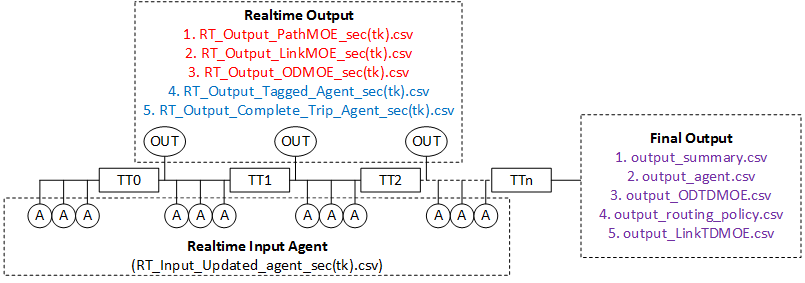 Realtime Output
1. RT_Output_PathMOE_sec(tk).csv
2. RT_Output_LinkMOE_sec(tk).csv
3. RT_Output_ODMOE_sec(tk).csv
4. RT_Output_Tagged_Agent_sec(tk).csv
5. RT_Output_Complete_Trip_Agent_sec(tk).csv
OUT OUT OUT
TT0 TT1 TT2 TTn
A A A A A A A A A A A A
Realtime Input Agent
(RT_Input_Updated_agent_sec(tk).csv)
Final Output
1. output_summary.csv
2. output_agent.csv
3. output_ODTDMOE.csv
4. output_routing_policy.csv
5. output_LinkTDMOE.csv